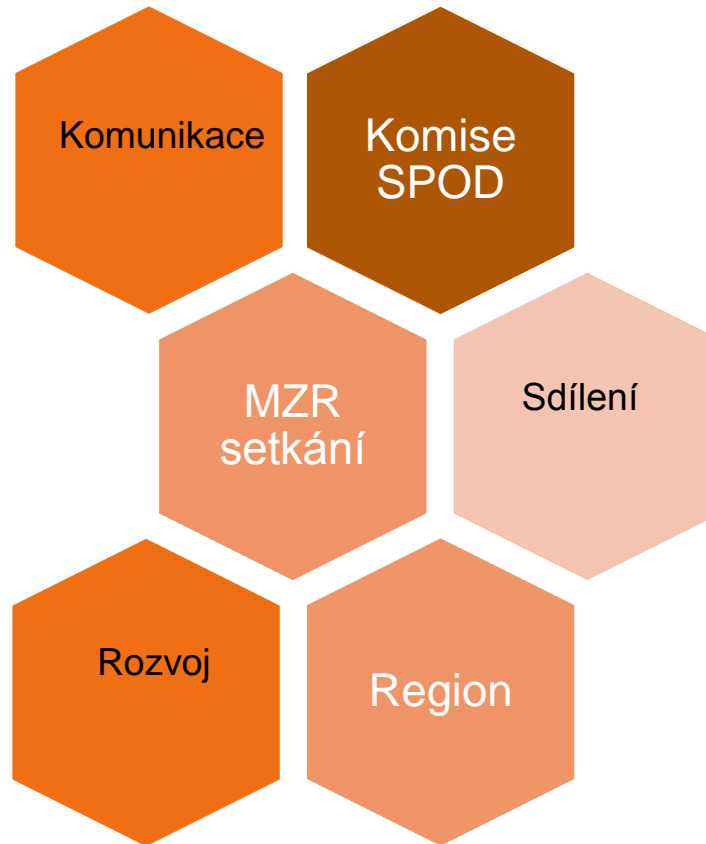 Komunikace
Komise
SPOD
MZR
setkání
Sdílení
Rozvoj
Region